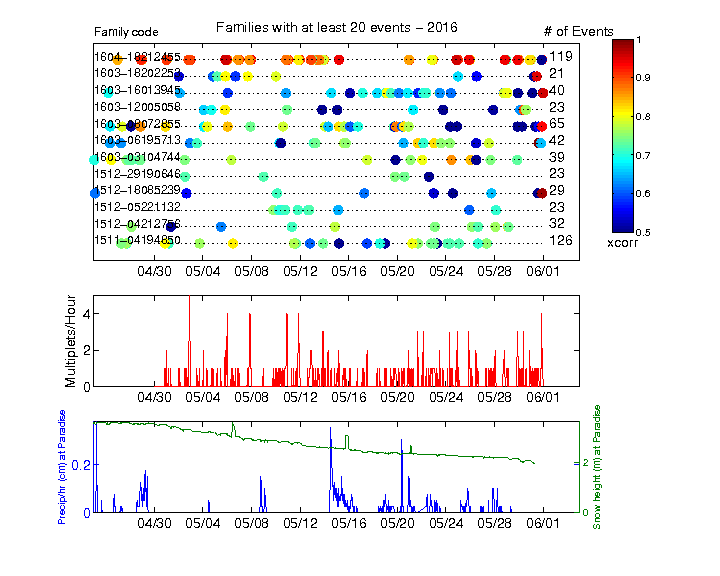 Families with at least 20 events – 2016
Family code
# of Events
1604–18212455 119
1603–18202253 21
1603–16013945 40
1603–12005058 23
1603–08072855 65
1603–06195713 42
1603–03104744 39
1512–29190646 23
1512–18085239 29
1512–05221132 23
1512–04212756 32
1511–04194850 126
04/30 05/04 05/08 05/12 05/16 05/20 05/24 05/28 06/01
1
0.9
0.8
0.7
0.6
0.5
xcorr
Multiplets/Hour
4
2
0
04/30 05/04 05/08 05/12 05/16 05/20 05/24 05/28 06/01
Precip/hr (cm) at Paradise
0.2
0
2
0
Snow height (m) at Paradise
04/30 05/04 05/08 05/12 05/16 05/20 05/24 05/28 06/01